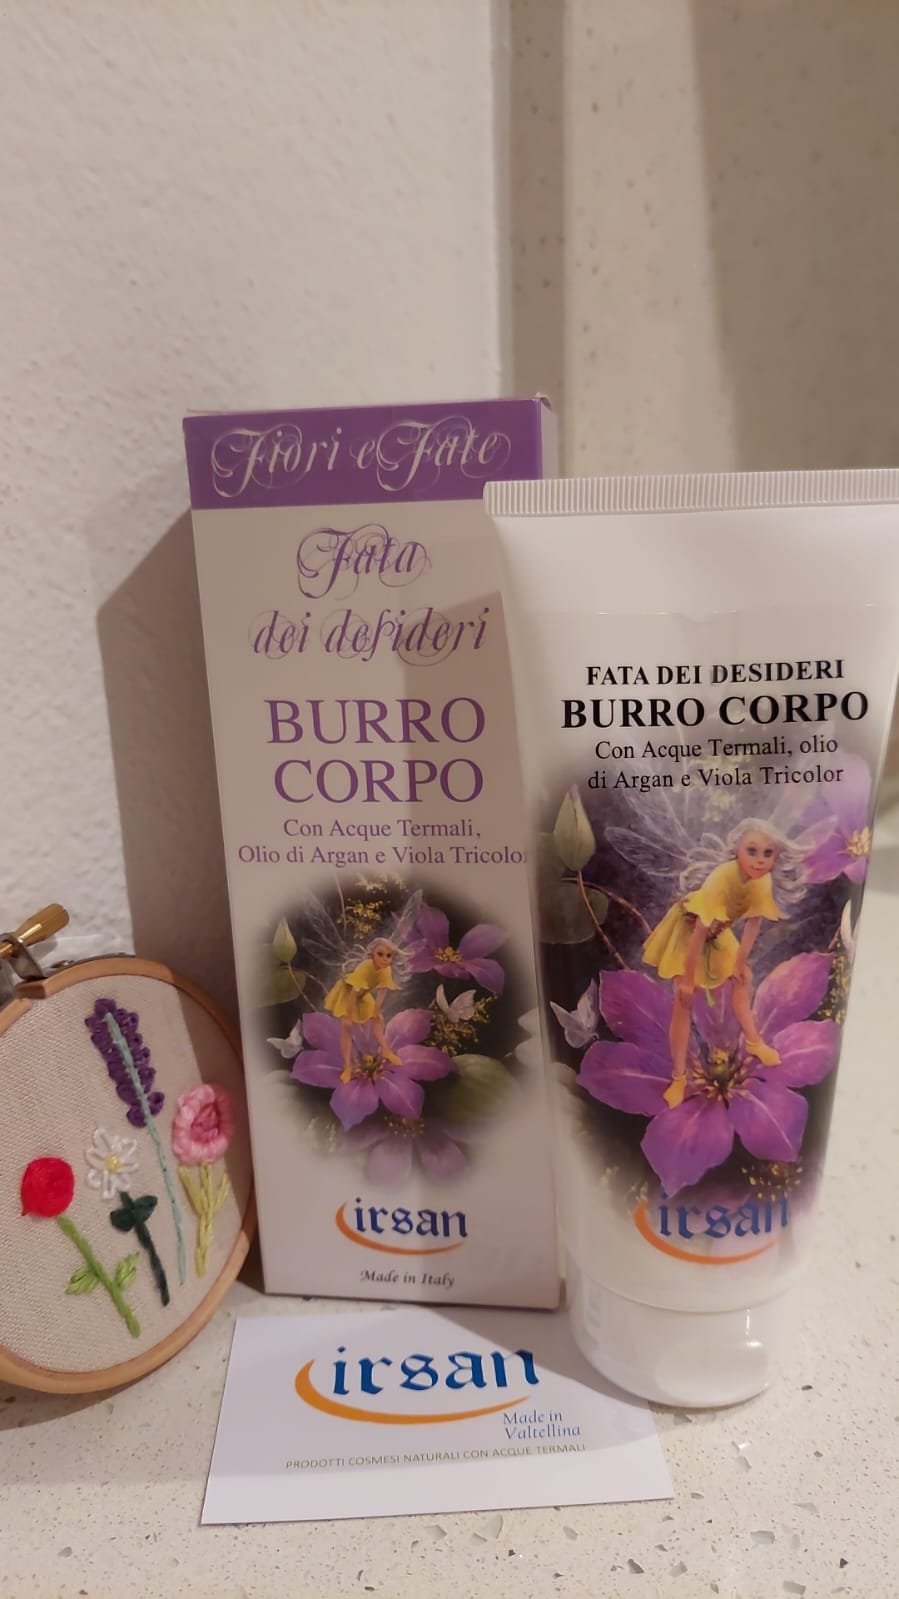 Fiori e Fate
Fata
dei desideri
BURRO
CORPO
Con Acque Termali,
Olio di Argan e Viola Tricolor
irsan
Made in Italy
FATA DEI DESIDERI
BURRO CORPO
Con Acque Termali, olio
di Argan e Viola Tricolor
irsan
irsan
Made in
Valtellina
PRODOTTI COSMESI NATURALI CON ACQUE TERMALI